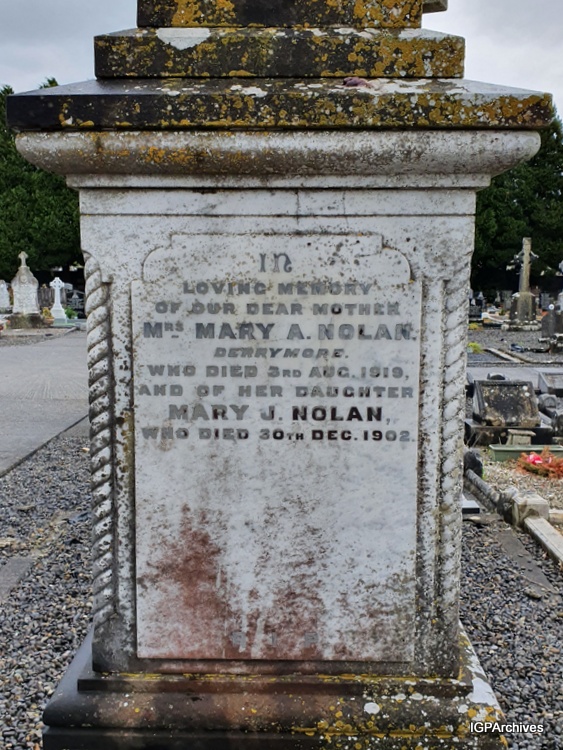 IN
LOVING MEMORY
OF OUR DEAR MOTHER
MRS MARY A. NOLAN.
DERRYMORE.
WHO DIED 3RD AUG. 1919,
AND OF HER DAUGHTER
MARY J. NOLAN,
WHO DIED 30TH DEC. 1902.
IGPArchives